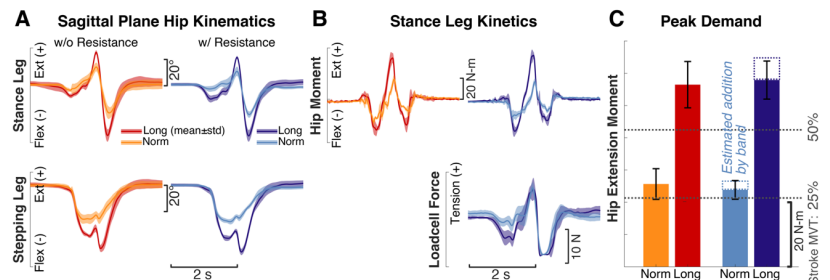 A Sagittal Plane Hip Kinematics
w/o Resistance w/ Resistance
Stance Leg
Flex (-) Ext (+)
20°
Long (mean±std)
Norm
Long
Norm
Stepping Leg
Flex (-) Ext (+)
20°
2 s
B Stance Leg Kinetics
Hip Moment
Flex (-) Ext (+)
20 N-m
Loadcell Force
Tension (+)
10 N
2 s
C Peak Demand
Hip Extension Moment
Estimated addition
by band
50%
Stroke MVT: 25%
20 N-m
Norm Long Norm Long